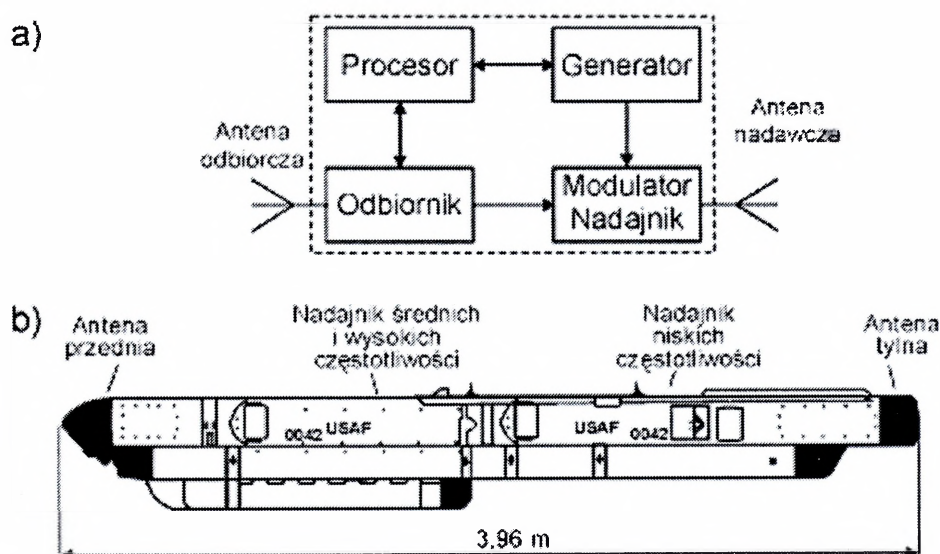 a)
Procesor
Generator
Antena
odbiorcza
Antena
nadawcza
Odbiornik
Modulator
Nadajnik
b)
Antena
przednia
Nadajnik średnich
i wysokich
częstotliwości
Nadajnik
niskich
częstotliwości
Antena
tylna
0042 USAF
USAF 0042
3,96 m